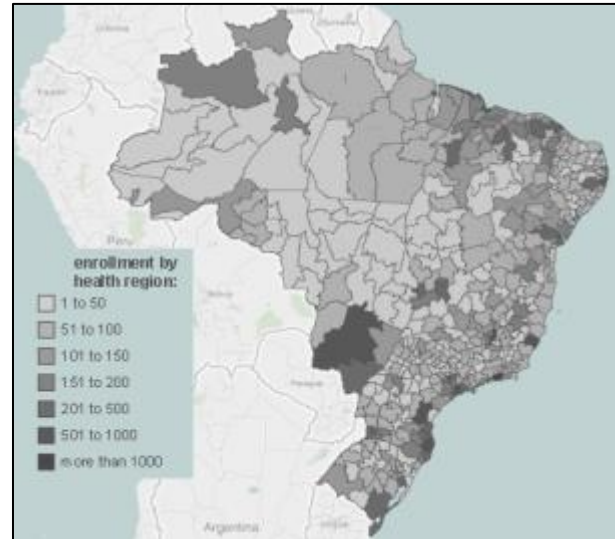 Peru
enrollment by
health region:
1 to 50
51 to 100
101 to 150
151 to 200
201 to 500
501 to 1000
more than 1000
Argentina